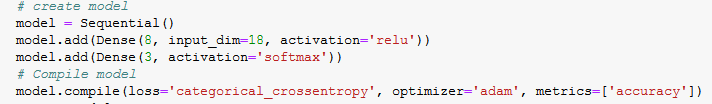 # create model
model = Sequential()
model.add(Dense(8, input_dim=18, activation='relu'))
model.add(Dense(3, activation='softmax'))
# Compile model
model.compile(loss='categorical_crossentropy', optimizer='adam', metrics=['accuracy'])